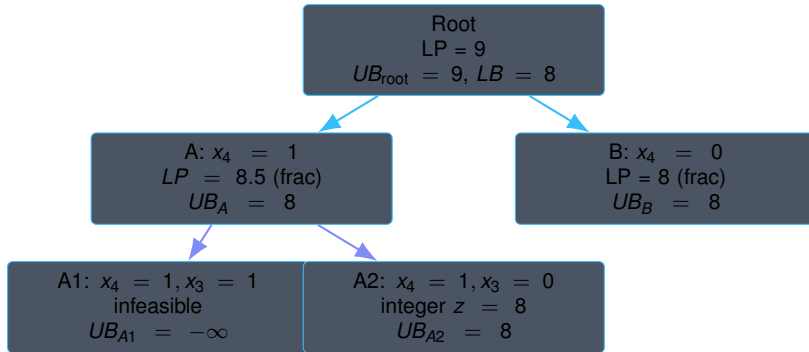 Root
LP = 9
UB_root = 9, LB = 8
A: x_4 = 1
LP = 8.5 (frac)
UB_A = 8
B: x_4 = 0
LP = 8 (frac)
UB_B = 8
A1: x_4 = 1, x_3 = 1
infeasible
UB_A1 = −∞
A2: x_4 = 1, x_3 = 0
integer z = 8
UB_A2 = 8